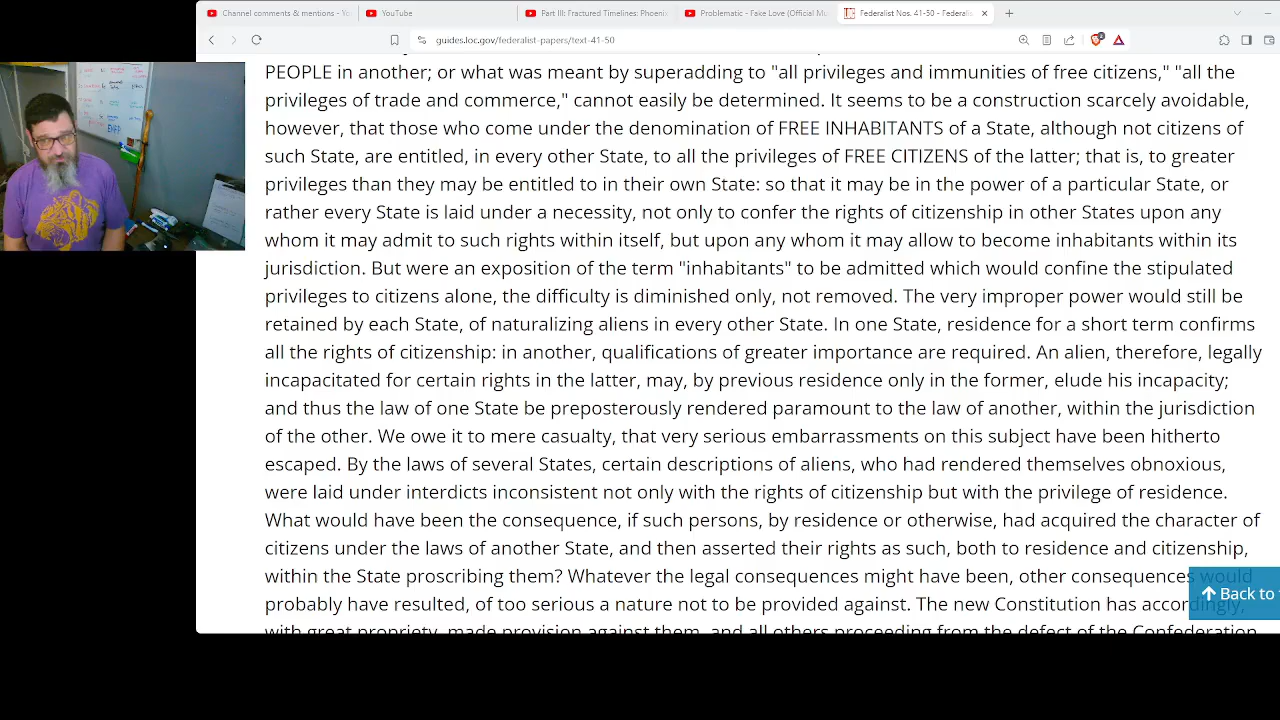 Channel comments & mentions - Yo
YouTube
Part III: Fractured Timelines: Phoenix
Problematic - Fake Love (Official Mu
Federalist Nos. 41-50 - Federalis
guides.loc.gov/federalist-papers/text-41-50
PEOPLE in another; or what was meant by superadding to "all privileges and immunities of free citizens," "all the
privileges of trade and commerce," cannot easily be determined. It seems to be a construction scarcely avoidable,
however, that those who come under the denomination of FREE INHABITANTS of a State, although not citizens of
such State, are entitled, in every other State, to all the privileges of FREE CITIZENS of the latter; that is, to greater
privileges than they may be entitled to in their own State: so that it may be in the power of a particular State, or
rather every State is laid under a necessity, not only to confer the rights of citizenship in other States upon any
whom it may admit to such rights within itself, but upon any whom it may allow to become inhabitants within its
jurisdiction. But were an exposition of the term "inhabitants" to be admitted which would confine the stipulated
privileges to citizens alone, the difficulty is diminished only, not removed. The very improper power would still be
retained by each State, of naturalizing aliens in every other State. In one State, residence for a short term confirms
all the rights of citizenship: in another, qualifications of greater importance are required. An alien, therefore, legally
incapacitated for certain rights in the latter, may, by previous residence only in the former, elude his incapacity;
and thus the law of one State be preposterously rendered paramount to the law of another, within the jurisdiction
of the other. We owe it to mere casualty, that very serious embarrassments on this subject have been hitherto
escaped. By the laws of several States, certain descriptions of aliens, who had rendered themselves obnoxious,
were laid under interdicts inconsistent not only with the rights of citizenship but with the privilege of residence.
What would have been the consequence, if such persons, by residence or otherwise, had acquired the character of
citizens under the laws of another State, and then asserted their rights as such, both to residence and citizenship,
within the State proscribing them? Whatever the legal consequences might have been, other consequences would
probably have resulted, of too serious a nature not to be provided against. The new Constitution has accordingly,
with great propriety, made provision against them, and all others proceeding from the defect of the Confederation
Back to